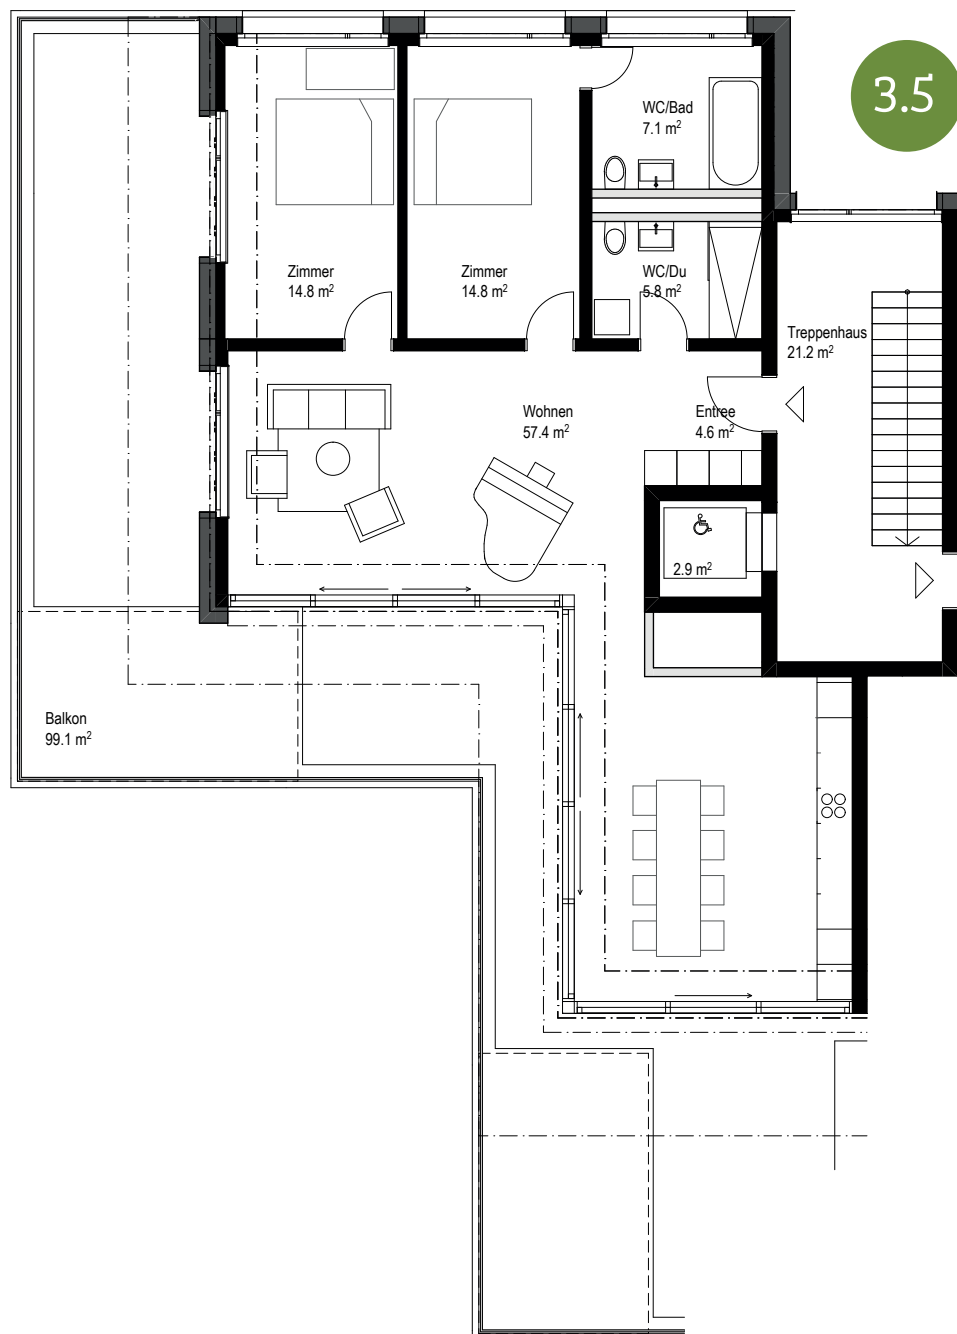 3.5
WC/Bad
7.1 m²
Zimmer
14.8 m²
Zimmer
14.8 m²
WC/Du
5.8 m²
Treppenhaus
21.2 m²
Wohnen
57.4 m²
Entree
4.6 m²
2.9 m²
Balkon
99.1 m²